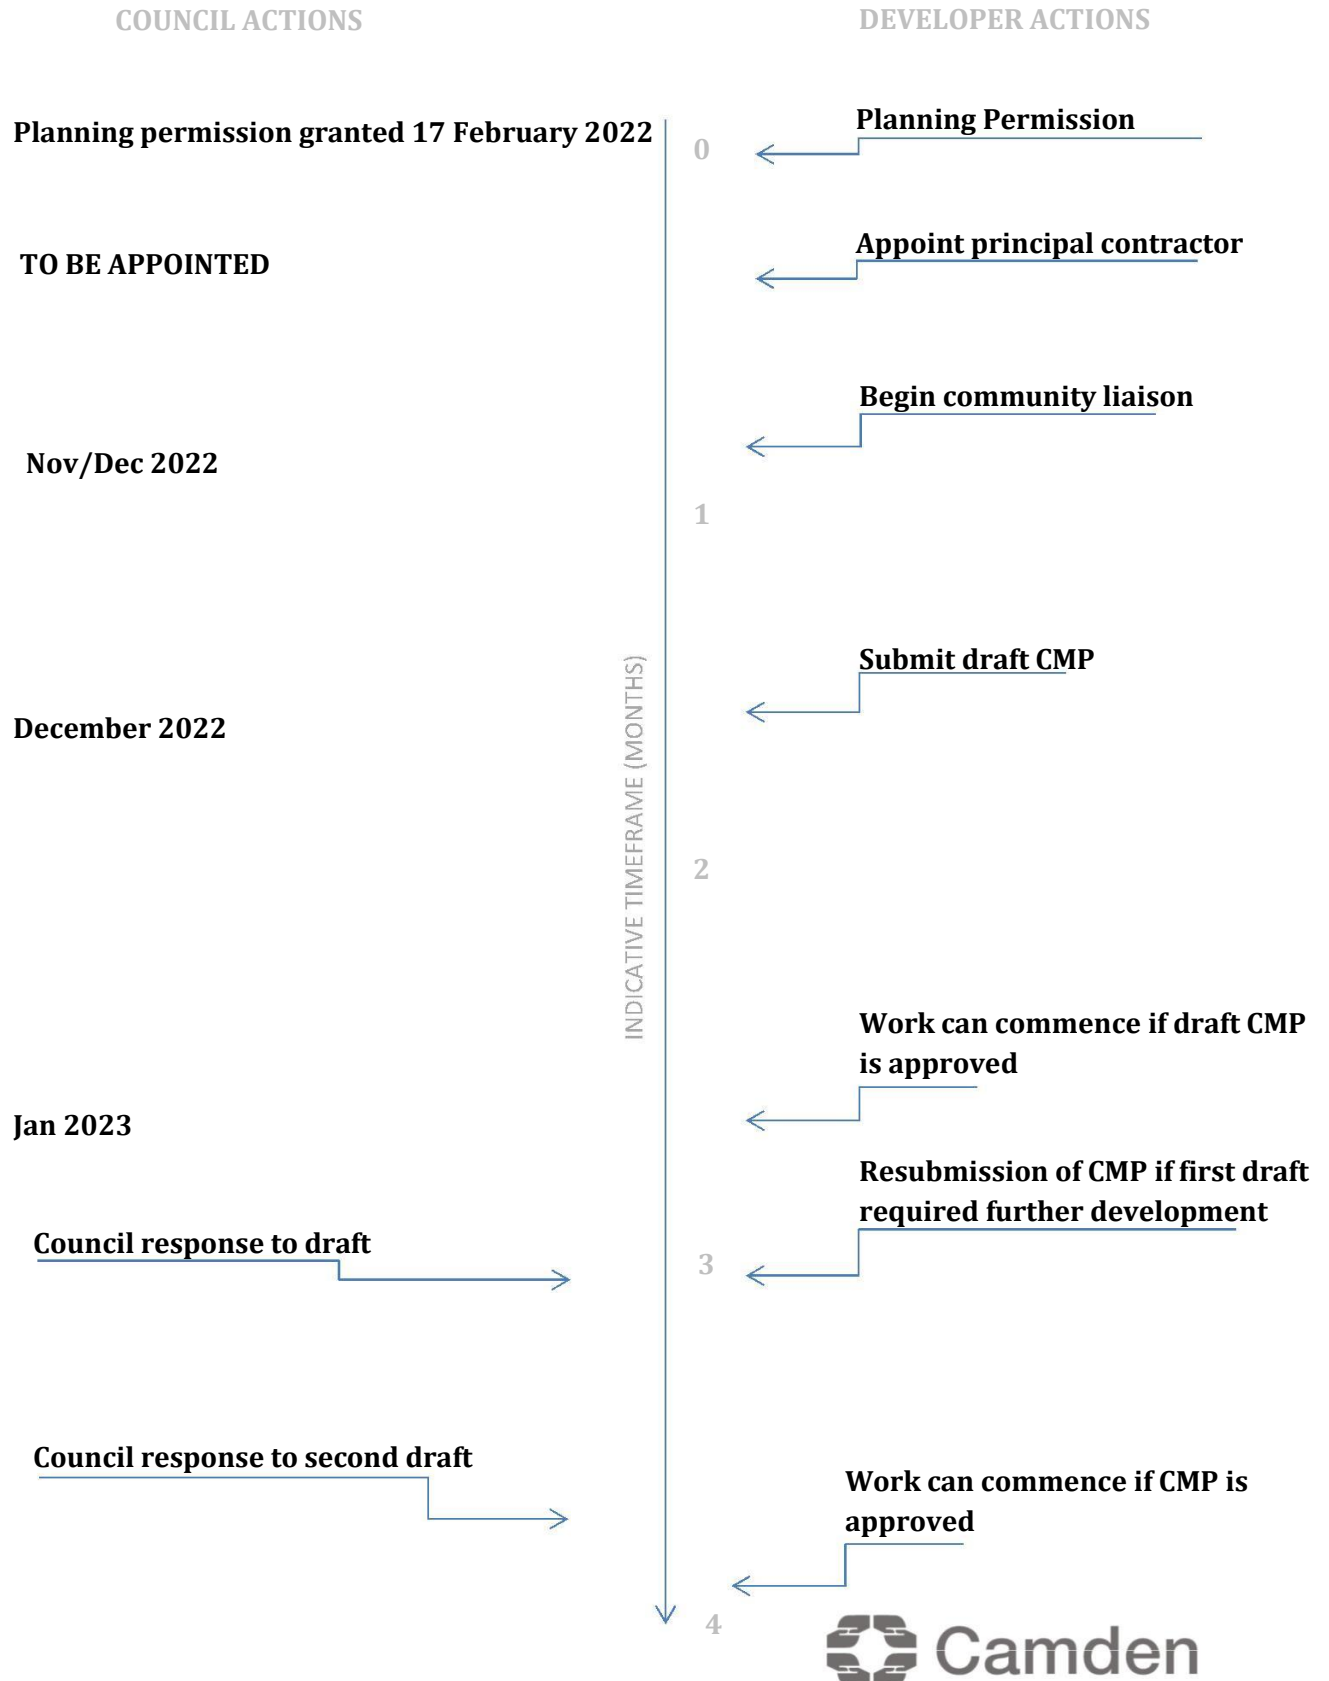 COUNCIL ACTIONS
DEVELOPER ACTIONS
Planning permission granted 17 February 2022
0
Planning Permission
TO BE APPOINTED
Appoint principal contractor
Begin community liaison
Nov/Dec 2022
1
Submit draft CMP
December 2022
INDICATIVE TIMEFRAME (MONTHS)
2
Work can commence if draft CMP
is approved
Jan 2023
Resubmission of CMP if first draft
required further development
Council response to draft
3
Council response to second draft
Work can commence if CMP is
approved
4
Camden